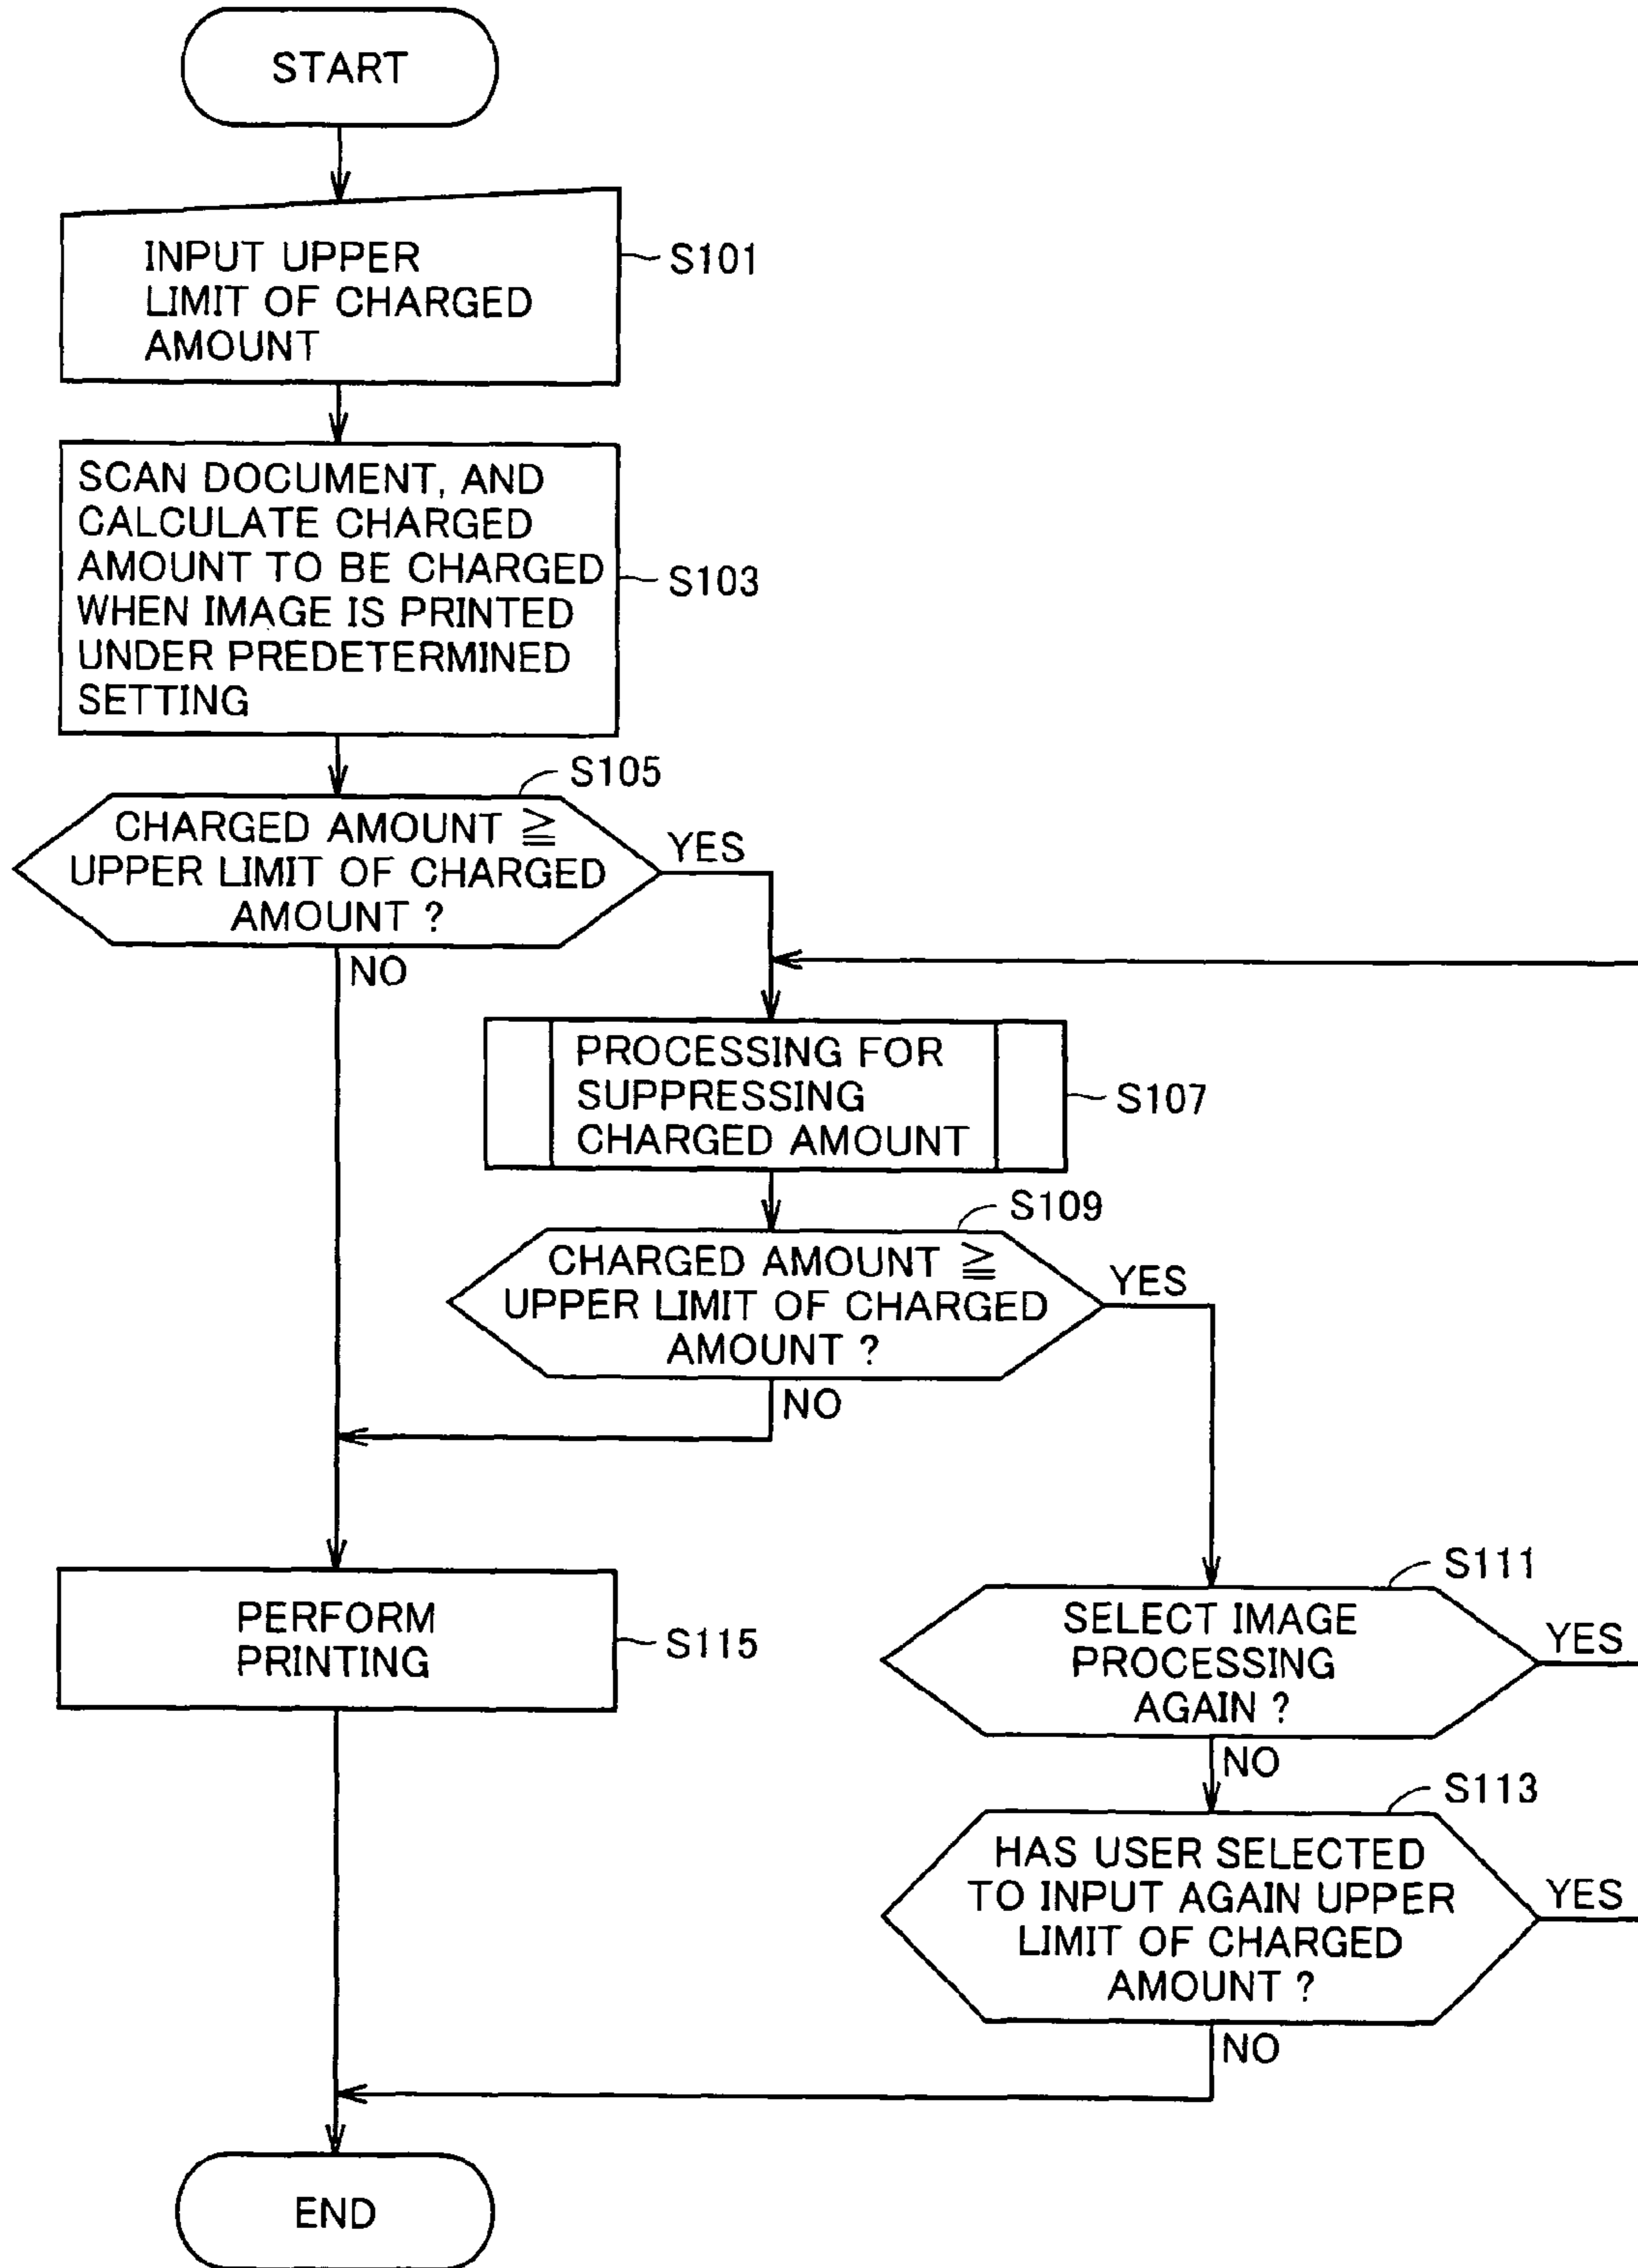 START
INPUT UPPER
LIMIT OF CHARGED
AMOUNT
S101
SCAN DOCUMENT, AND
CALCULATE CHARGED
AMOUNT TO BE CHARGED
WHEN IMAGE IS PRINTED
UNDER PREDETERMINED
SETTING
S103
S105
CHARGED AMOUNT ≧
UPPER LIMIT OF CHARGED
AMOUNT ?
YES
NO
PROCESSING FOR
SUPPRESSING
CHARGED AMOUNT
S107
S109
CHARGED AMOUNT ≧
UPPER LIMIT OF CHARGED
AMOUNT ?
YES
NO
S111
SELECT IMAGE
PROCESSING
AGAIN ?
YES
NO
PERFORM
PRINTING
S115
S113
HAS USER SELECTED
TO INPUT AGAIN UPPER
LIMIT OF CHARGED
AMOUNT ?
YES
NO
END